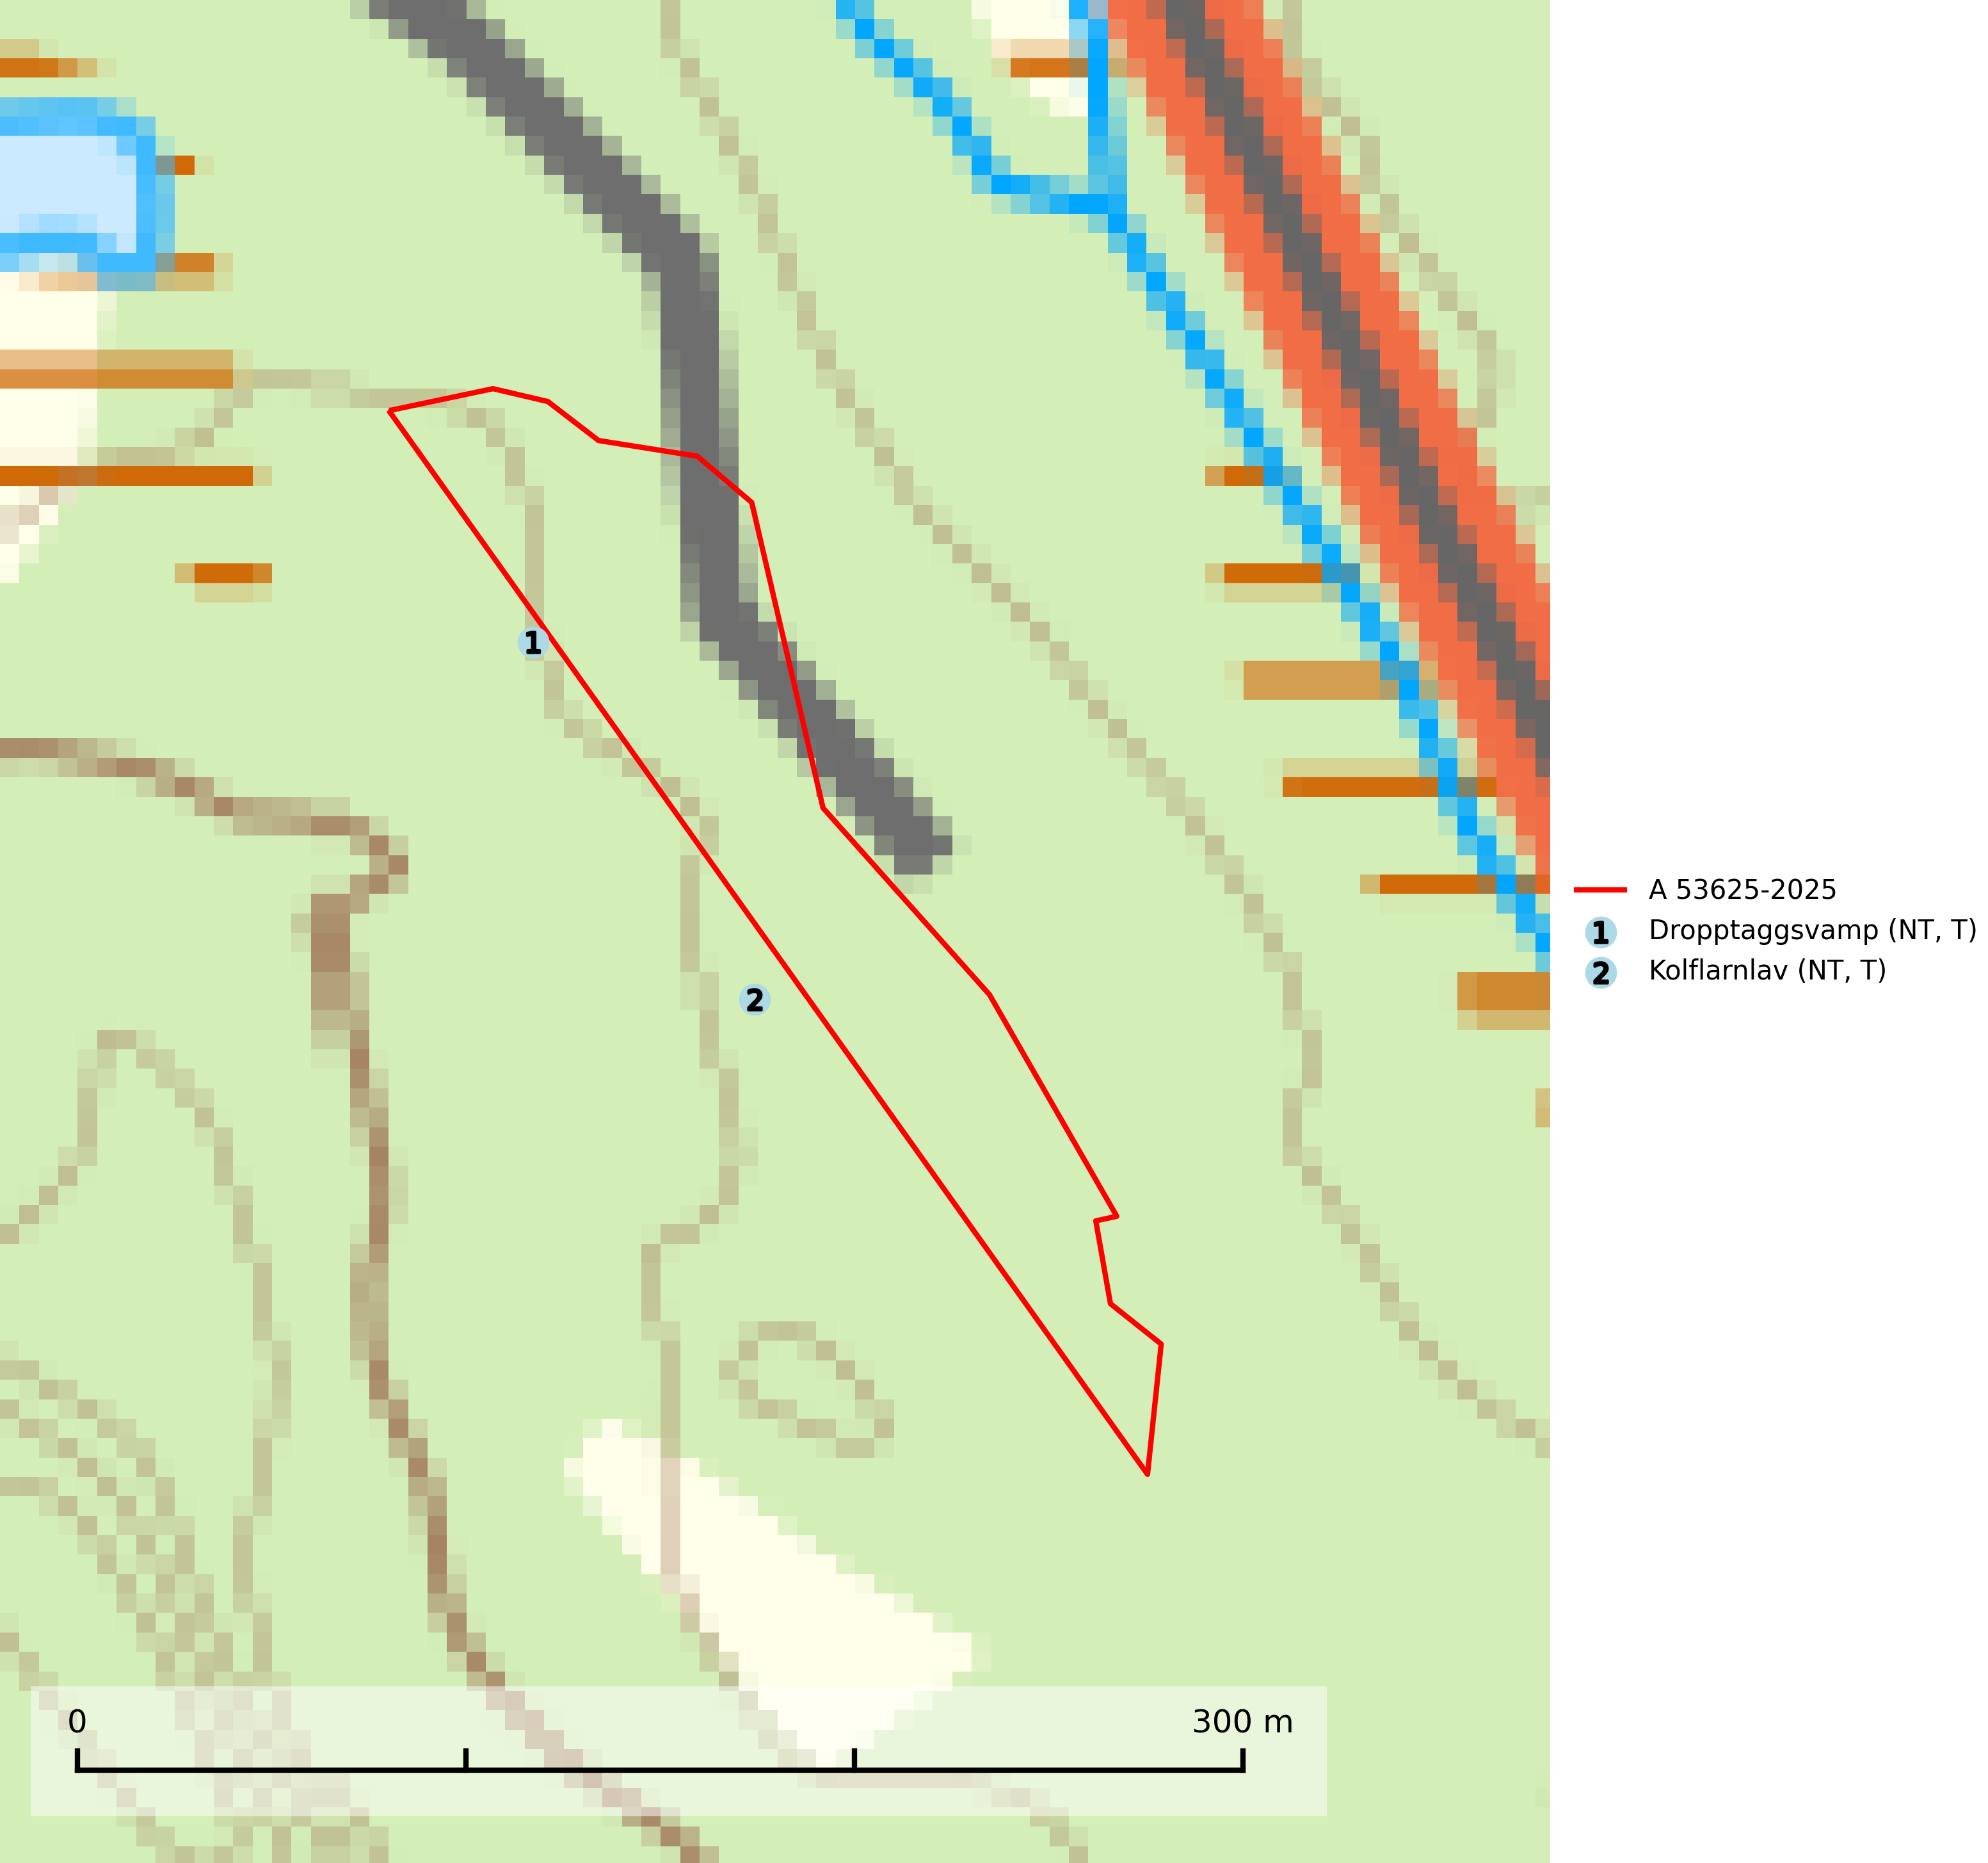 1
2
A 53625-2025
1 Dropptaggsvamp (NT, T)
2 Kolflarnlav (NT, T)
0 300 m